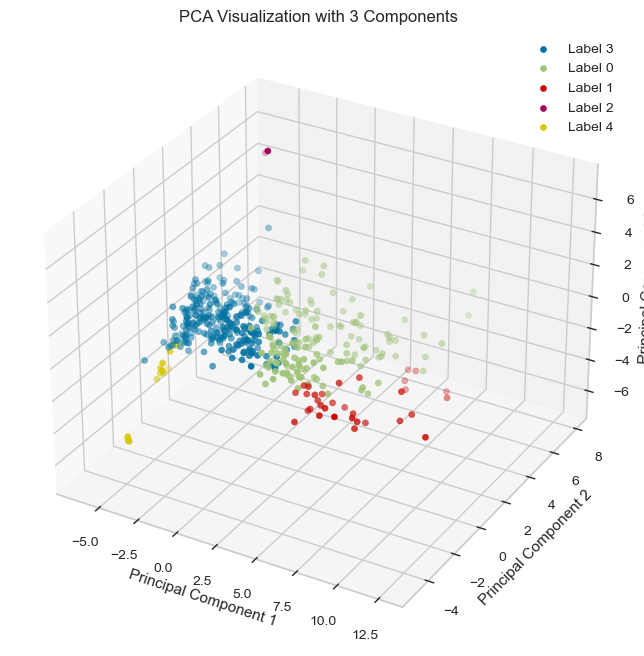 PCA Visualization with 3 Components
Label 3
Label 0
Label 1
Label 2
Label 4
6
4
2
0
−2
−4
−6
8
6
4
2
0
−2
−4
Principal Component 2
−5.0
−2.5
0.0
2.5
5.0
7.5
10.0
12.5
Principal Component 1